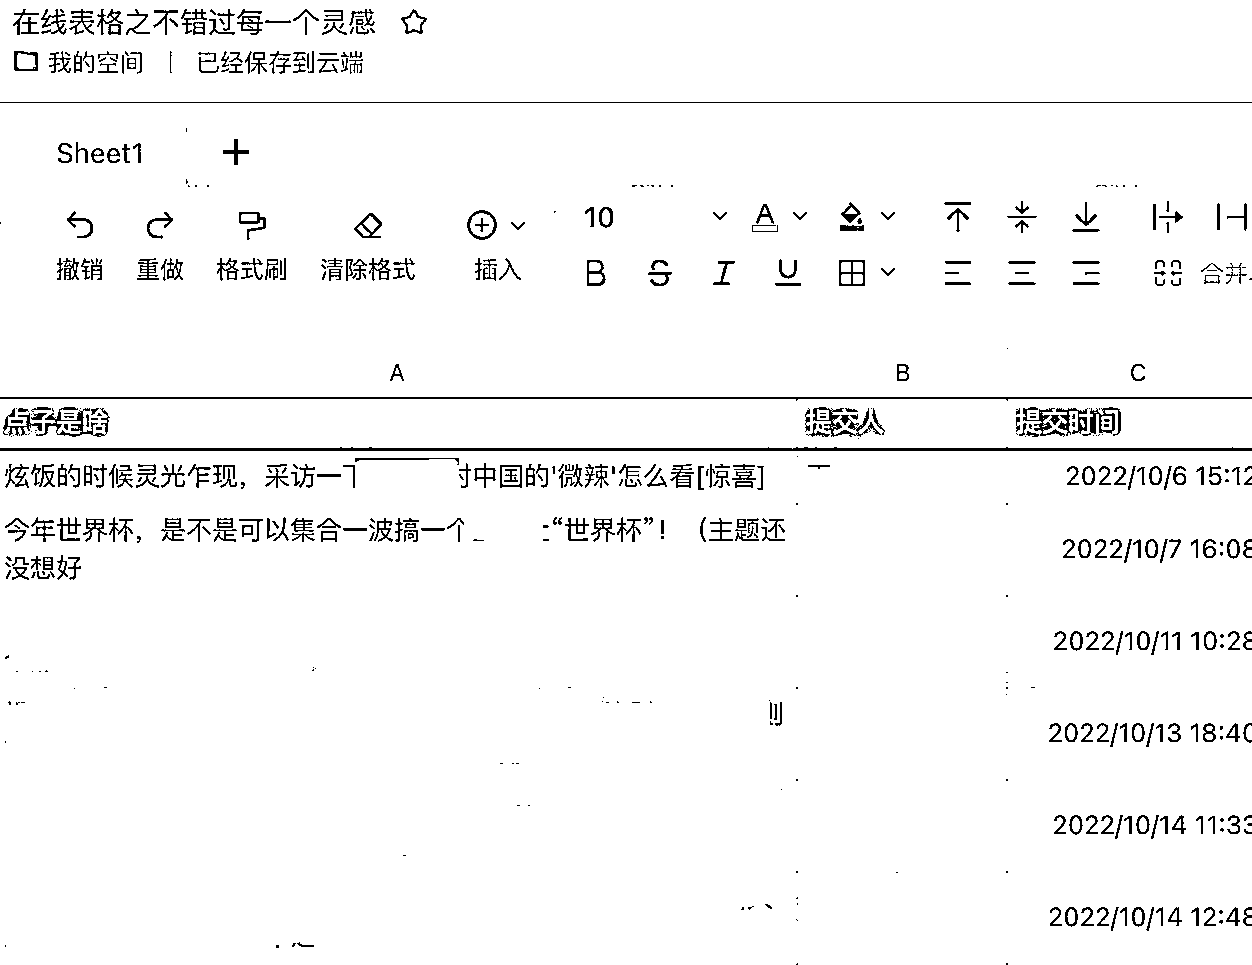 在线表格之不错过每一个灵感
我的空间 | 已经保存到云端
Sheet1
撤销 重做 格式刷 清除格式 插入 10 A
B S I U 合并
A B C
点子是啥 提交人 提交时间
炫饭的时候灵光乍现，采访一下 对中国的'微辣'怎么看[惊喜] 2022/10/6 15:12
今年世界杯，是不是可以集合一波搞一个 “世界杯”！（主题还
没想好 2022/10/7 16:08
2022/10/11 10:28
2022/10/13 18:40
2022/10/14 11:33
2022/10/14 12:48